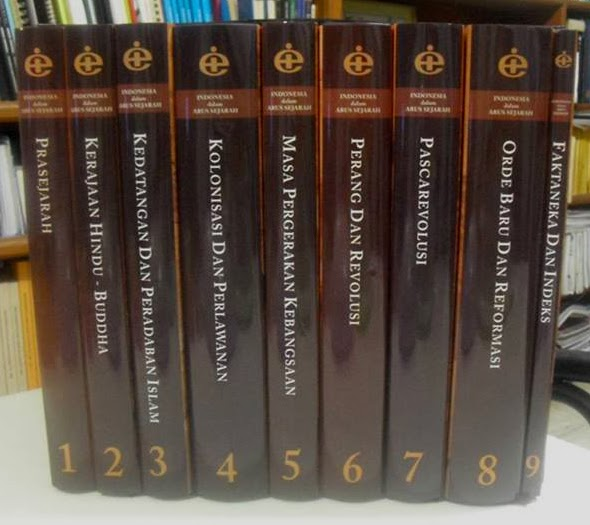 INDONESIA
dalam
ARUS SEJARAH
PRASEJARAH
1
INDONESIA
dalam
ARUS SEJARAH
KERAJAAN HINDU - BUDDHA
2
INDONESIA
dalam
ARUS SEJARAH
KEDATANGAN DAN PERADABAN ISLAM
3
INDONESIA
dalam
ARUS SEJARAH
KOLONISASI DAN PERLAWANAN
4
INDONESIA
dalam
ARUS SEJARAH
MASA PERGERAKAN KEBANGSAAN
5
INDONESIA
dalam
ARUS SEJARAH
PERANG DAN REVOLUSI
6
INDONESIA
dalam
ARUS SEJARAH
PASCAREVOLUSI
7
INDONESIA
dalam
ARUS SEJARAH
ORDE BARU DAN REFORMASI
8
FAKTANEKA DAN INDEKS
9